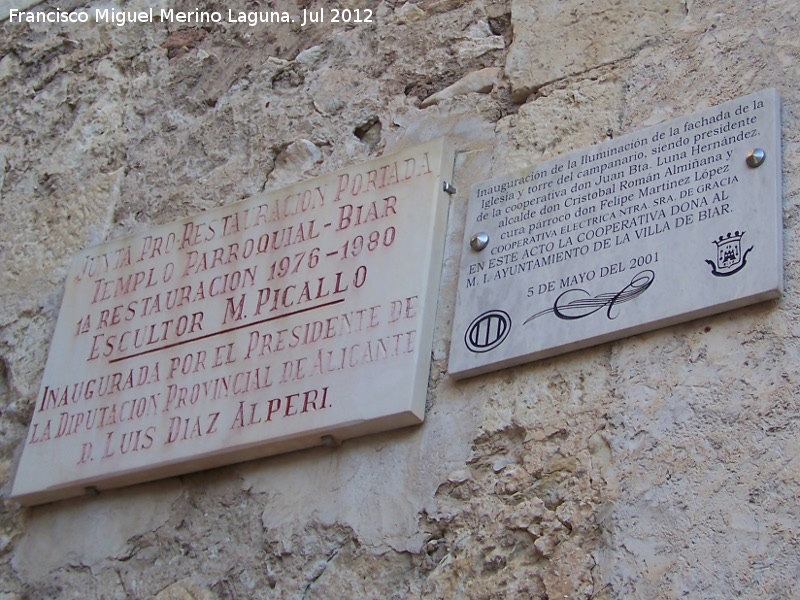 Francisco Miguel Merino Laguna. Jul 2012
JUNTA PRO-RESTAURACION PORTADA
TEMPLO PARROQUIAL-BIAR
1ª RESTAURACION 1976-1980
ESCULTOR M. PICALLO
INAUGURADA POR EL PRESIDENTE DE
LA DIPUTACION PROVINCIAL DE ALICANTE
D. LUIS DIAZ ALPERI.
Inauguración de la Iluminación de la fachada de la
Iglesia y torre del campanario, siendo presidente
de la cooperativa don Juan Bta. Luna Hernández.
alcalde don Cristobal Román Almiñana y
cura párroco don Felipe Martínez López
COOPERATIVA ELECTRICA NTRA. SRA. DE GRACIA
EN ESTE ACTO LA COOPERATIVA DONA AL
M. I. AYUNTAMIENTO DE LA VILLA DE BIAR.
5 DE MAYO DEL 2001